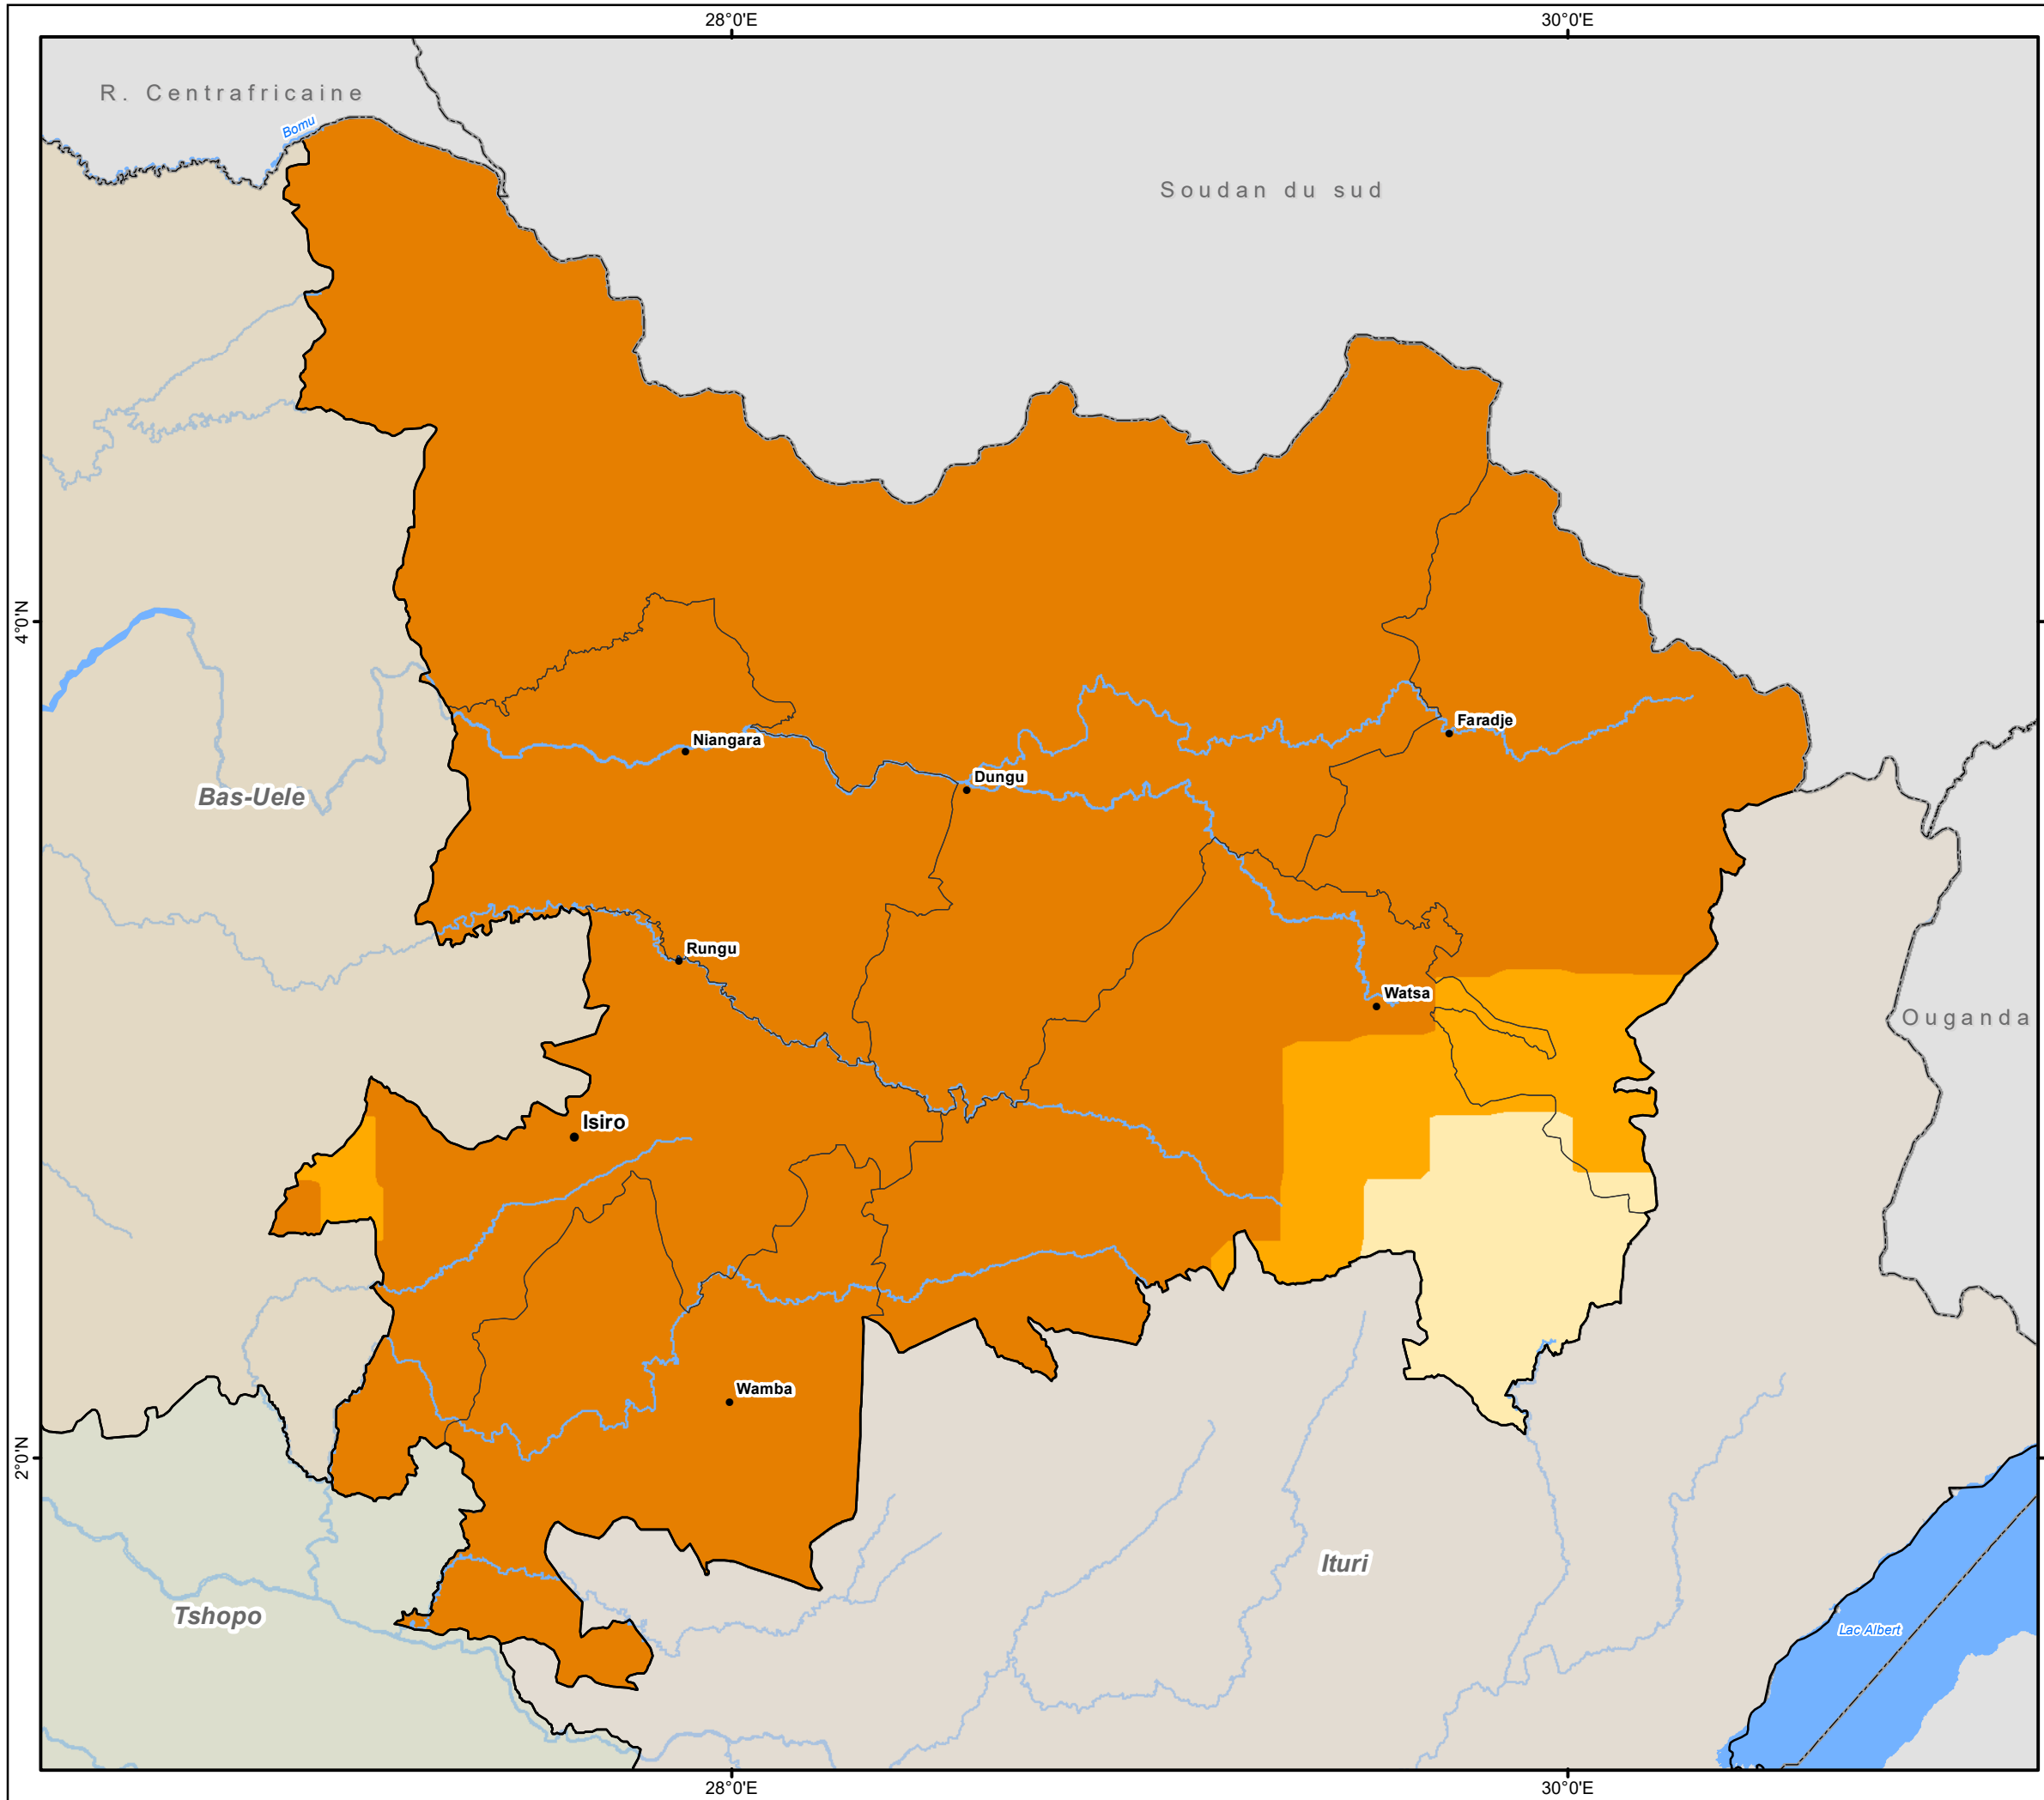 28°0'E
30°0'E
R. Centrafricaine
Bomu
Soudan du sud
4°0'N
Faradje
Niangara
Dungu
Bas-Uele
Rungu
Watsa
Ouganda
Isiro
Wamba
2°0'N
Ituri
Tshopo
Lac Albert
28°0'E
30°0'E